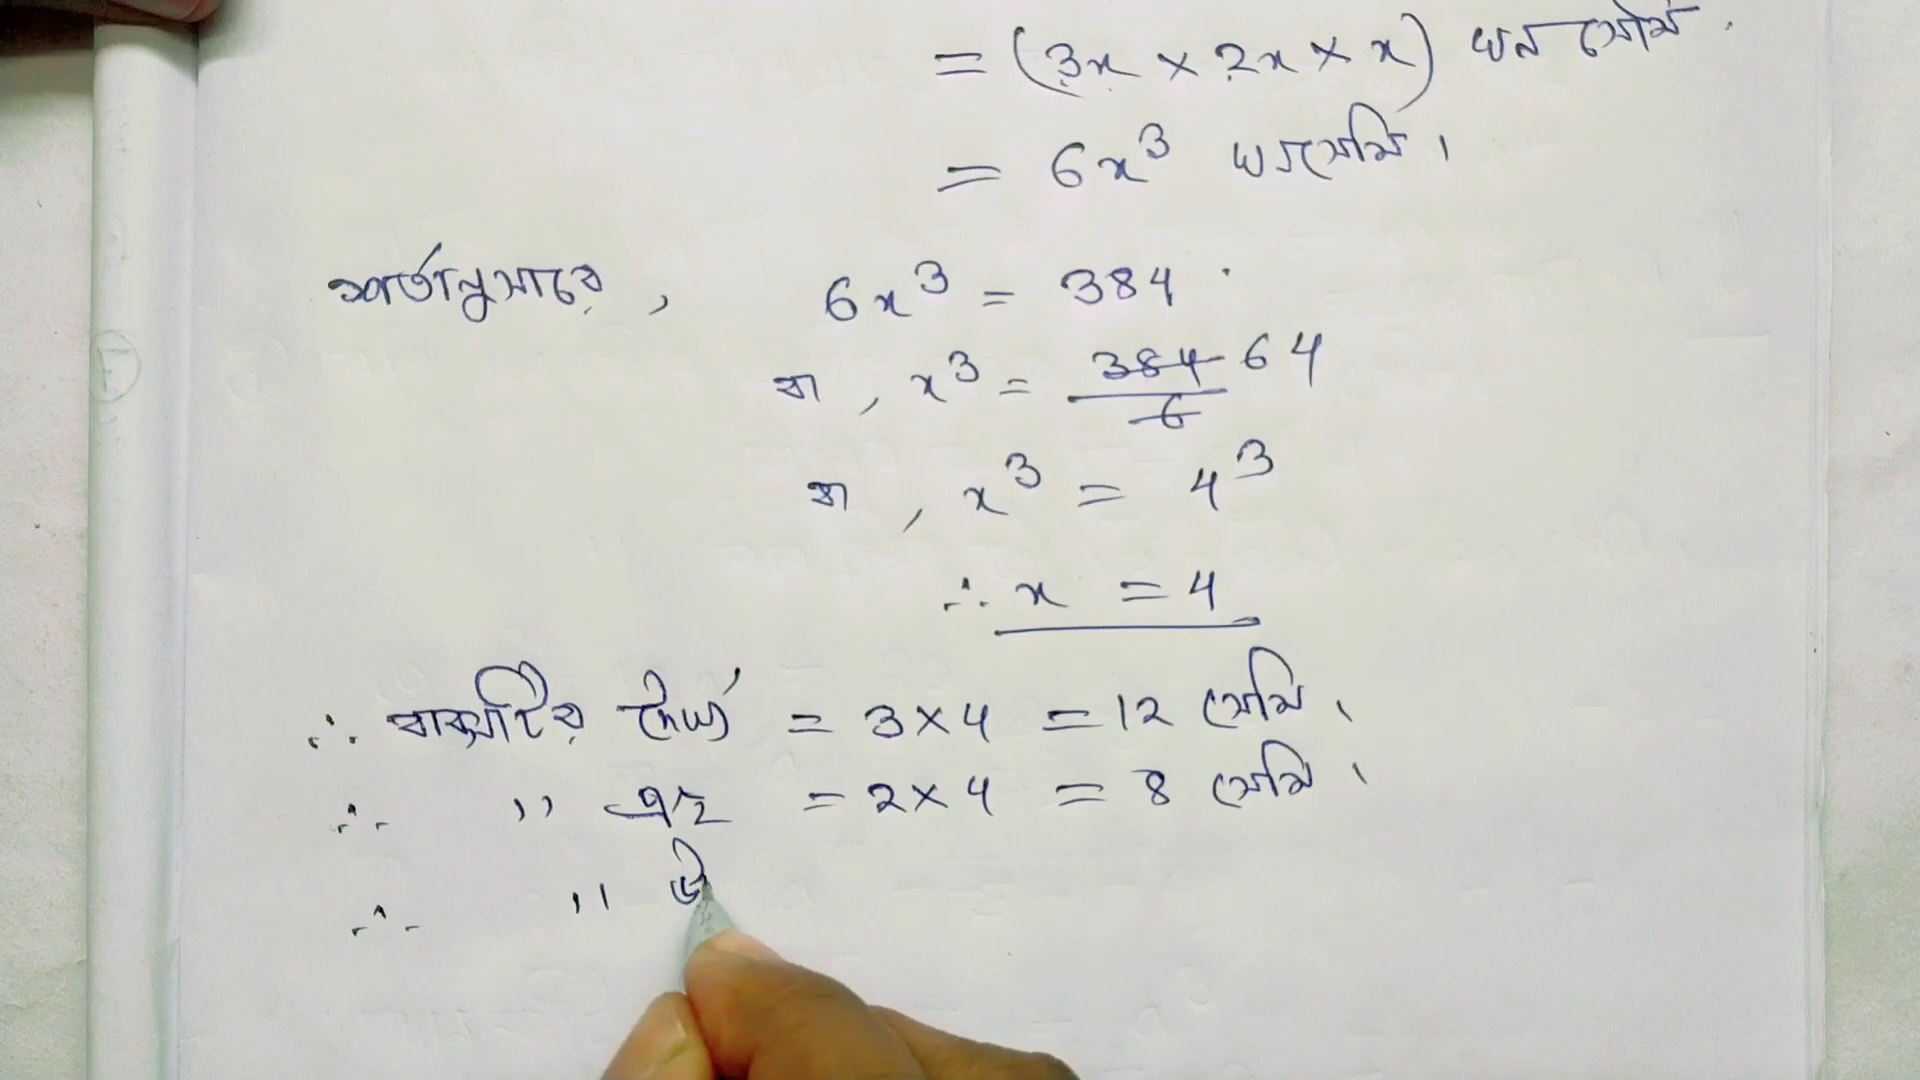 = (3x × 2x × x) ঘন সেমি.
= 6x³ ঘনসেমি।
শর্তানুসারে, 6x³ = 384
বা, x³ = 384/6 64
বা, x³ = 4³
∴ x = 4
∴ বাক্সটির দৈর্ঘ্য = 3×4 = 12 সেমি।
∴ " প্রস্থ = 2×4 = 8 সেমি।
∴ " উ